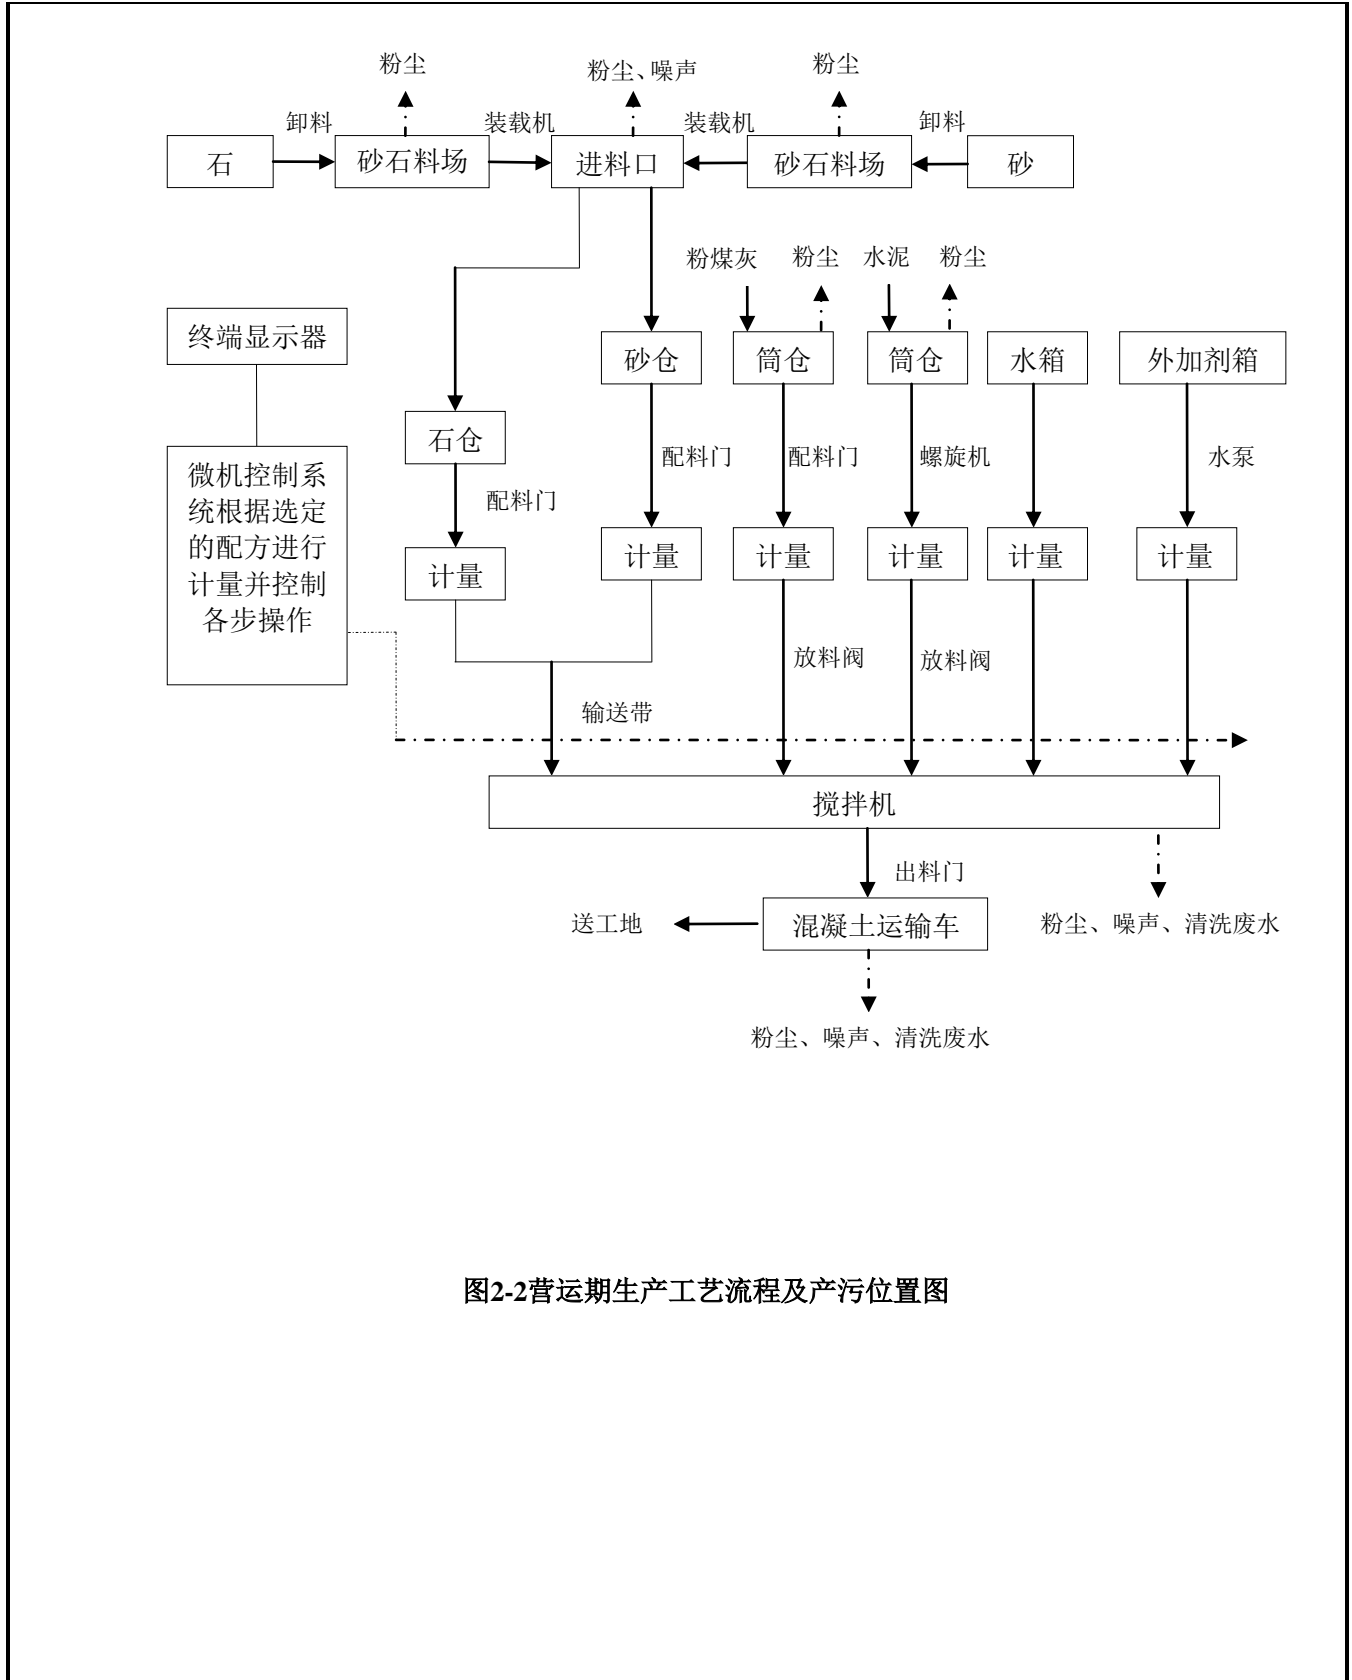 粉尘
粉尘、噪声
粉尘
卸料
装载机
装载机
卸料
石
砂石料场
进料口
砂石料场
砂
粉煤灰
粉尘
水泥
粉尘
终端显示器
砂仓
筒仓
筒仓
水箱
外加剂箱
石仓
配料门
配料门
螺旋机
水泵
微机控制系
统根据选定
的配方进行
计量并控制
各步操作
配料门
计量
计量
计量
计量
计量
计量
放料阀
放料阀
输送带
搅拌机
出料门
送工地
混凝土运输车
粉尘、噪声、清洗废水
粉尘、噪声、清洗废水
图2-2营运期生产工艺流程及产污位置图